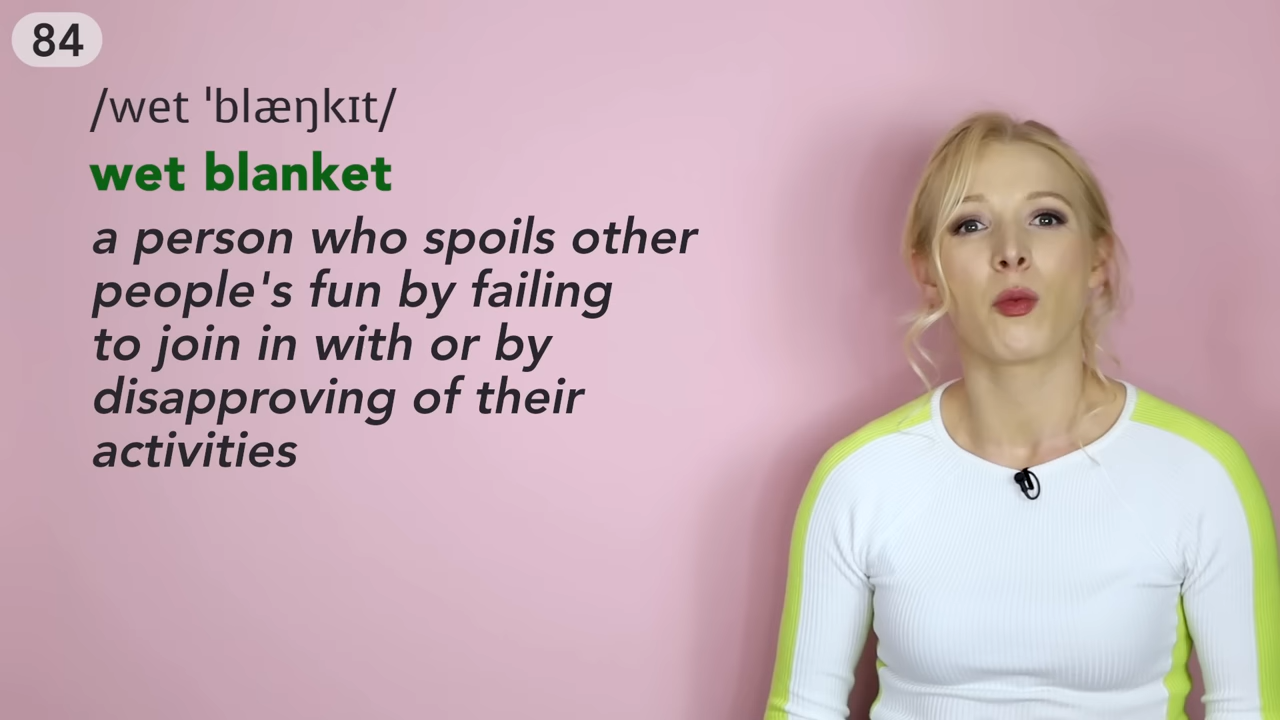 84
/wet ˈblæŋkɪt/
wet blanket
a person who spoils other
people's fun by failing
to join in with or by
disapproving of their
activities